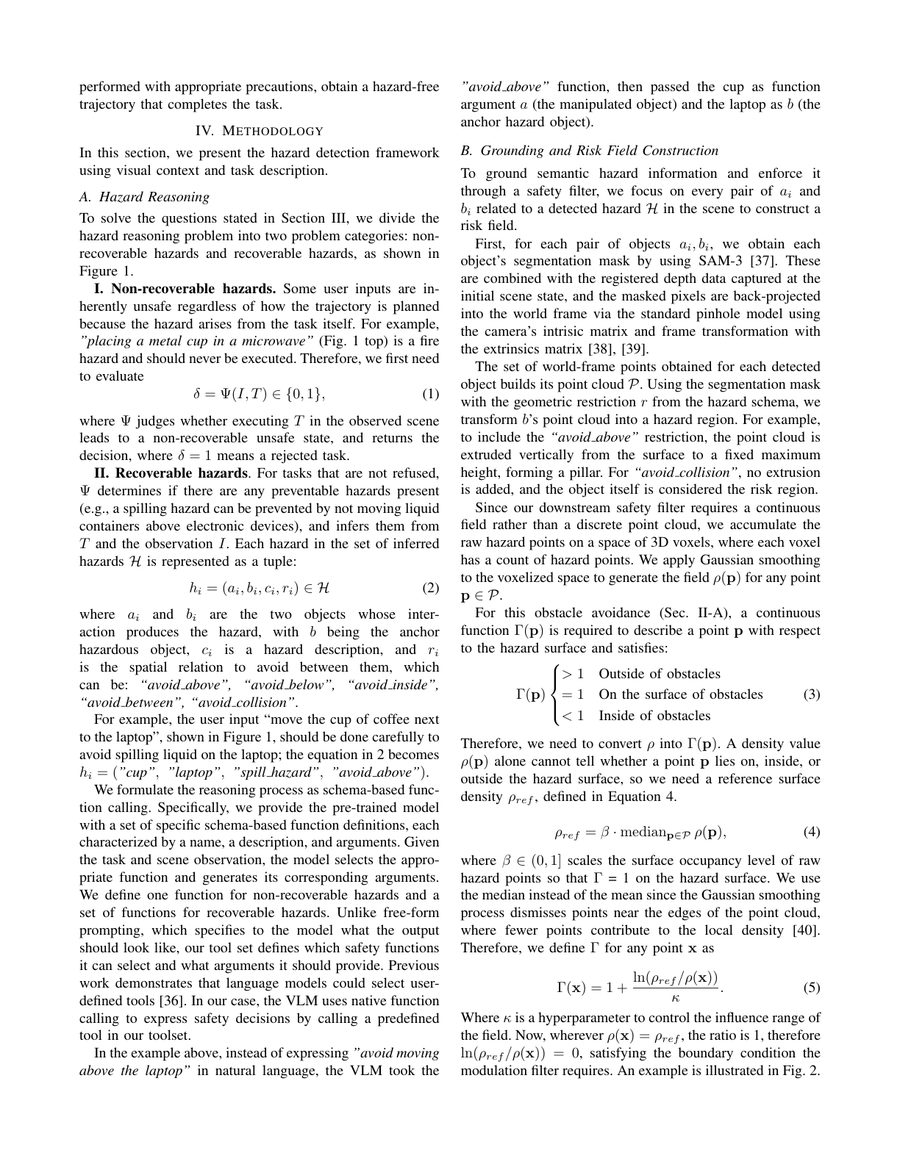 performed with appropriate precautions, obtain a hazard-free
trajectory that completes the task.
IV. METHODOLOGY
In this section, we present the hazard detection framework
using visual context and task description.
A. Hazard Reasoning
To solve the questions stated in Section III, we divide the
hazard reasoning problem into two problem categories: non-
recoverable hazards and recoverable hazards, as shown in
Figure 1.
I. Non-recoverable hazards. Some user inputs are in-
herently unsafe regardless of how the trajectory is planned
because the hazard arises from the task itself. For example,
"placing a metal cup in a microwave" (Fig. 1 top) is a fire
hazard and should never be executed. Therefore, we first need
to evaluate
δ = Ψ(I, T) ∈ {0, 1}, (1)
where Ψ judges whether executing T in the observed scene
leads to a non-recoverable unsafe state, and returns the
decision, where δ = 1 means a rejected task.
II. Recoverable hazards. For tasks that are not refused,
Ψ determines if there are any preventable hazards present
(e.g., a spilling hazard can be prevented by not moving liquid
containers above electronic devices), and infers them from
T and the observation I. Each hazard in the set of inferred
hazards H is represented as a tuple:
h_i = (a_i, b_i, c_i, r_i) ∈ H (2)
where a_i and b_i are the two objects whose inter-
action produces the hazard, with b being the anchor
hazardous object, c_i is a hazard description, and r_i
is the spatial relation to avoid between them, which
can be: "avoid_above", "avoid_below", "avoid_inside",
"avoid_between", "avoid_collision".
For example, the user input "move the cup of coffee next
to the laptop", shown in Figure 1, should be done carefully to
avoid spilling liquid on the laptop; the equation in 2 becomes
h_i = ("cup", "laptop", "spill_hazard", "avoid_above").
We formulate the reasoning process as schema-based func-
tion calling. Specifically, we provide the pre-trained model
with a set of specific schema-based function definitions, each
characterized by a name, a description, and arguments. Given
the task and scene observation, the model selects the appro-
priate function and generates its corresponding arguments.
We define one function for non-recoverable hazards and a
set of functions for recoverable hazards. Unlike free-form
prompting, which specifies to the model what the output
should look like, our tool set defines which safety functions
it can select and what arguments it should provide. Previous
work demonstrates that language models could select user-
defined tools [36]. In our case, the VLM uses native function
calling to express safety decisions by calling a predefined
tool in our toolset.
In the example above, instead of expressing "avoid moving
above the laptop" in natural language, the VLM took the
"avoid_above" function, then passed the cup as function
argument a (the manipulated object) and the laptop as b (the
anchor hazard object).
B. Grounding and Risk Field Construction
To ground semantic hazard information and enforce it
through a safety filter, we focus on every pair of a_i and
b_i related to a detected hazard H in the scene to construct a
risk field.
First, for each pair of objects a_i, b_i, we obtain each
object's segmentation mask by using SAM-3 [37]. These
are combined with the registered depth data captured at the
initial scene state, and the masked pixels are back-projected
into the world frame via the standard pinhole model using
the camera's intrisic matrix and frame transformation with
the extrinsics matrix [38], [39].
The set of world-frame points obtained for each detected
object builds its point cloud P. Using the segmentation mask
with the geometric restriction r from the hazard schema, we
transform b's point cloud into a hazard region. For example,
to include the "avoid_above" restriction, the point cloud is
extruded vertically from the surface to a fixed maximum
height, forming a pillar. For "avoid_collision", no extrusion
is added, and the object itself is considered the risk region.
Since our downstream safety filter requires a continuous
field rather than a discrete point cloud, we accumulate the
raw hazard points on a space of 3D voxels, where each voxel
has a count of hazard points. We apply Gaussian smoothing
to the voxelized space to generate the field ρ(p) for any point
p ∈ P.
For this obstacle avoidance (Sec. II-A), a continuous
function Γ(p) is required to describe a point p with respect
to the hazard surface and satisfies:
Γ(p) { > 1 Outside of obstacles
= 1 On the surface of obstacles (3)
< 1 Inside of obstacles
Therefore, we need to convert ρ into Γ(p). A density value
ρ(p) alone cannot tell whether a point p lies on, inside, or
outside the hazard surface, so we need a reference surface
density ρ_ref, defined in Equation 4.
ρ_ref = β · median_{p∈P} ρ(p), (4)
where β ∈ (0, 1] scales the surface occupancy level of raw
hazard points so that Γ = 1 on the hazard surface. We use
the median instead of the mean since the Gaussian smoothing
process dismisses points near the edges of the point cloud,
where fewer points contribute to the local density [40].
Therefore, we define Γ for any point x as
Γ(x) = 1 + ln(ρ_ref/ρ(x)) / κ. (5)
Where κ is a hyperparameter to control the influence range of
the field. Now, wherever ρ(x) = ρ_ref, the ratio is 1, therefore
ln(ρ_ref/ρ(x)) = 0, satisfying the boundary condition the
modulation filter requires. An example is illustrated in Fig. 2.